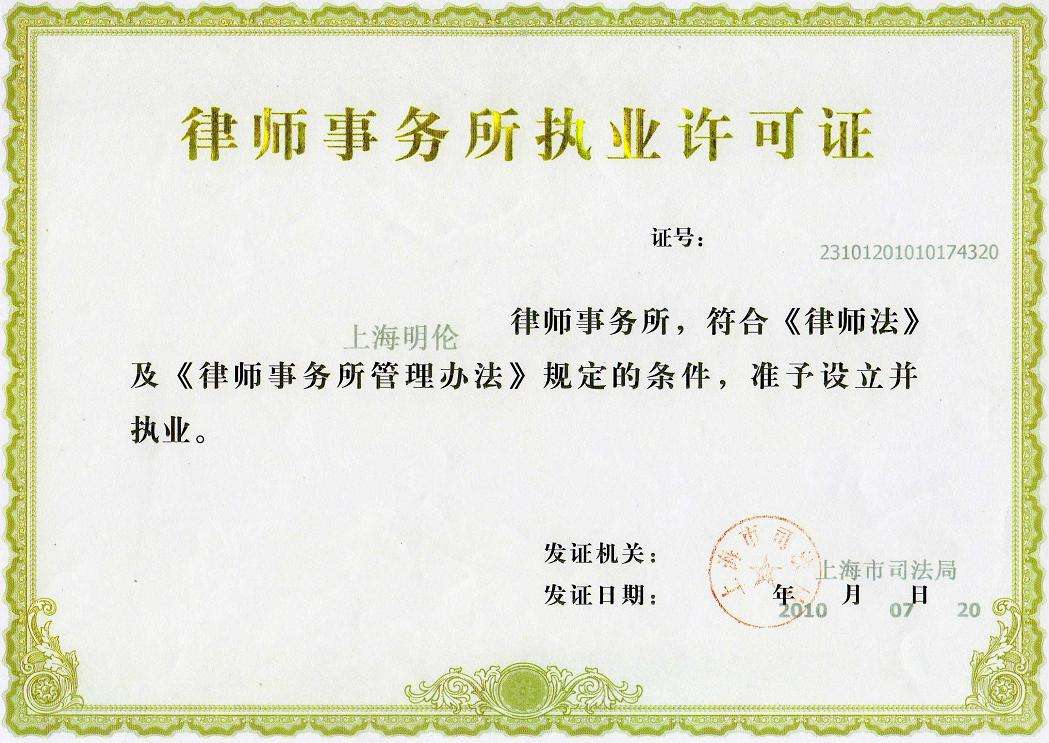 律师事务所执业许可证
证号：
23101201010174320
上海明伦 律师事务所，符合《律师法》
及《律师事务所管理办法》规定的条件，准予设立并
执业。
发证机关： 上海市司法局
发证日期： 年 月 日
2010 07 20
上海市司法